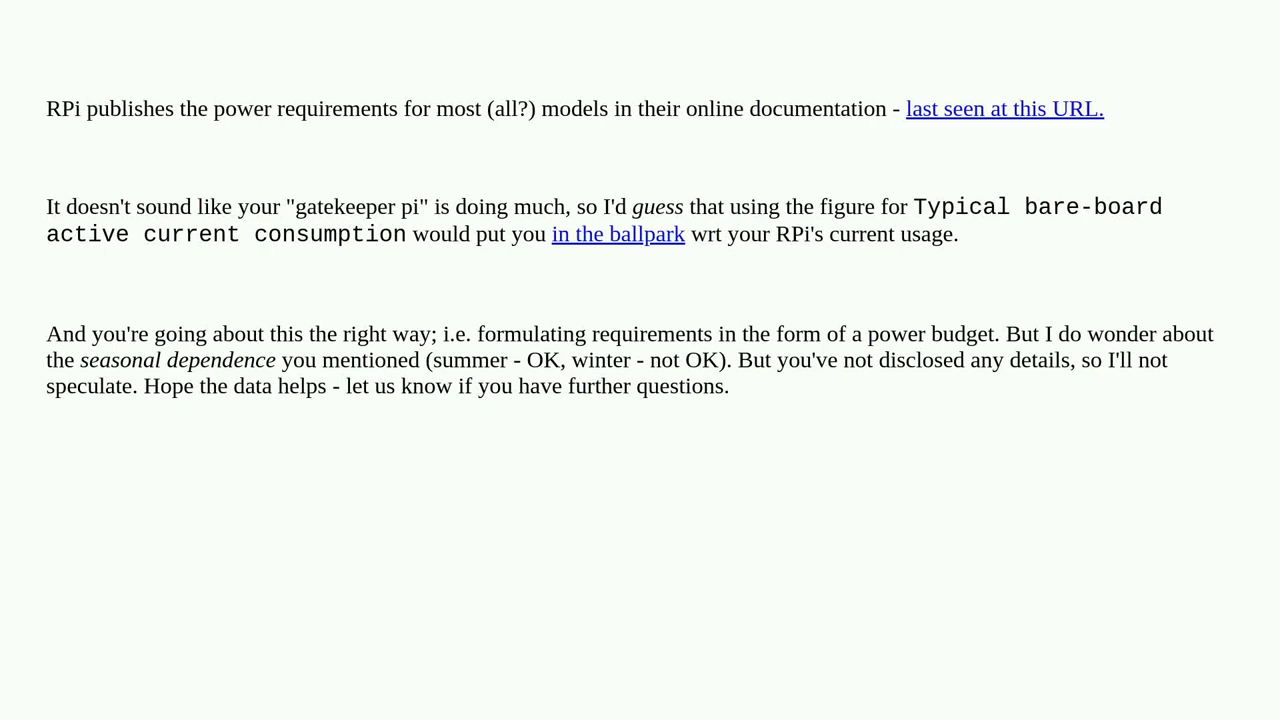 RPi publishes the power requirements for most (all?) models in their online documentation - last seen at this URL.
It doesn't sound like your "gatekeeper pi" is doing much, so I'd guess that using the figure for Typical bare-board
active current consumption would put you in the ballpark wrt your RPi's current usage.
And you're going about this the right way; i.e. formulating requirements in the form of a power budget. But I do wonder about
the seasonal dependence you mentioned (summer - OK, winter - not OK). But you've not disclosed any details, so I'll not
speculate. Hope the data helps - let us know if you have further questions.